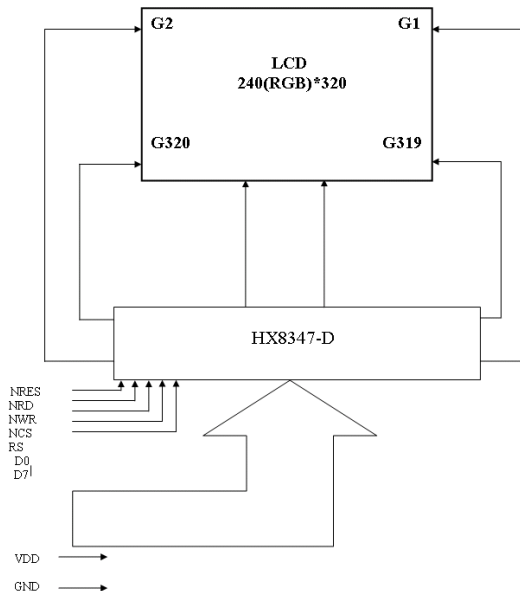 G2 G1
LCD
240(RGB)*320
G320 G319
HX8347-D
NRES
NRD
NWR
NCS
RS
D0
D7|
VDD
GND